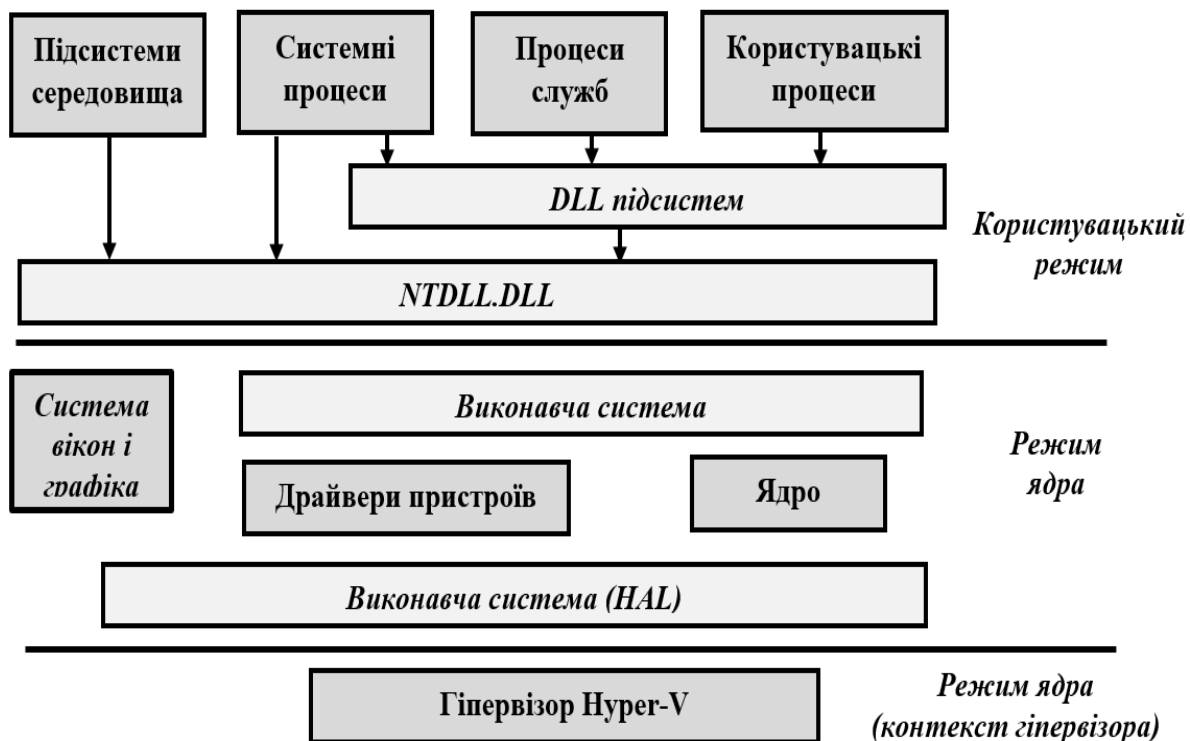 Підсистеми
середовища
Системні
процеси
Процеси
служб
Користувацькі
процеси
DLL підсистем
Користувацький
режим
NTDLL.DLL
Система
вікон і
графіка
Виконавча система
Режим
ядра
Драйвери пристроїв
Ядро
Виконавча система (HAL)
Гіпервізор Hyper-V
Режим ядра
(контекст гіпервізора)